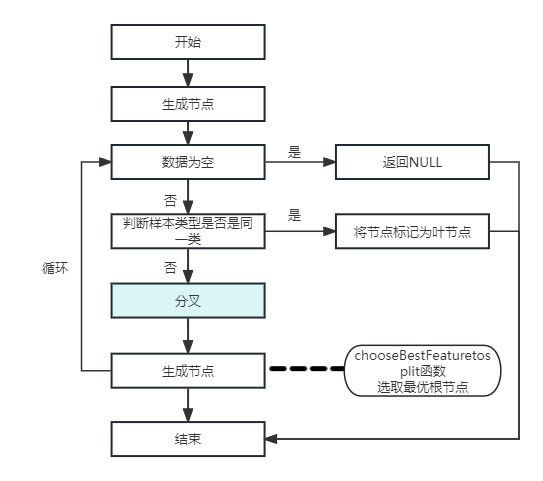 开始
生成节点
数据为空
是
返回NULL
否
判断样本类型是否是同
一类
是
将节点标记为叶节点
否
循环
分叉
生成节点
chooseBestFeaturetos
plit函数
选取最优根节点
结束